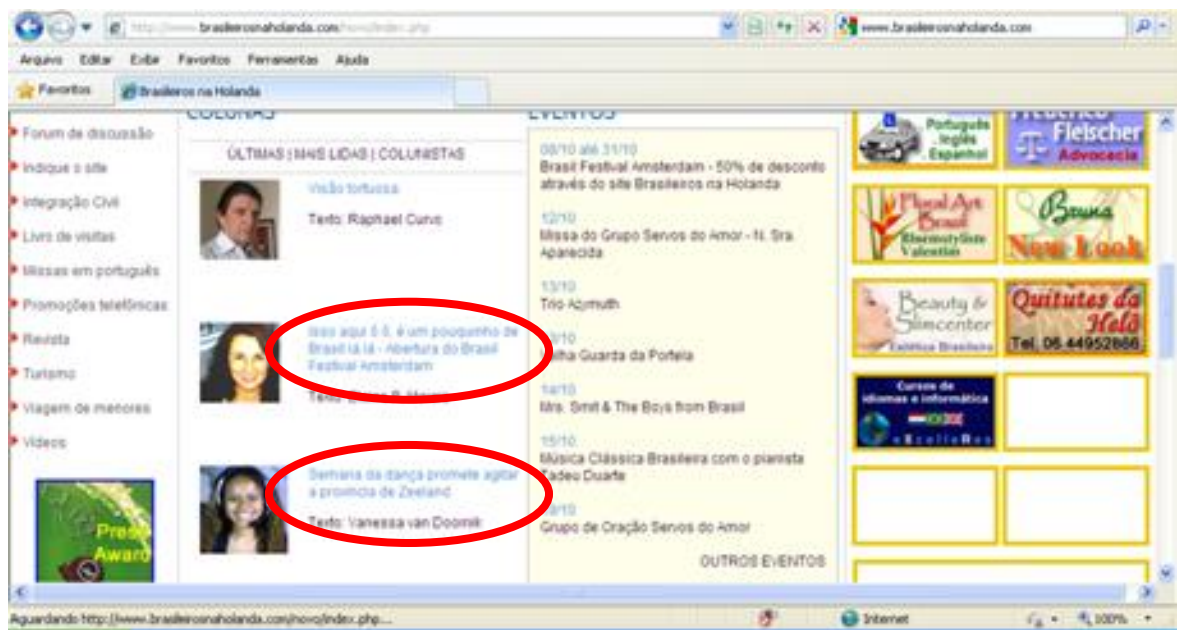 http://www.brasileirosnaholanda.com/novo/index.php
www.brasileirosnaholanda.com
Arquivo Editar Exibir Favoritos Ferramentas Ajuda
Favoritos
Brasileiros na Holanda
COLUNAS
ÚLTIMAS | MAIS LIDAS | COLUNISTAS
Forum de discussão
Indique o site
Integração Civil
Livro de visitas
Missas em português
Promoções telefônicas
Revista
Turismo
Viagem de menores
Vídeos
Press
Award
Visão tortuosa
Texto: Raphael Curvo
Isso aqui ô ô, é um pouquinho de
Brasil iá iá - Abertura do Brasil
Festival Amsterdam
Texto:
Semana da dança promete agitar
a província de Zeeland
Texto: Vanessa van Doornik
EVENTOS
08/10 até 31/10
Brasil Festival Amsterdam - 50% de desconto
através do site Brasileiros na Holanda
12/10
Missa do Grupo Servos do Amor - N. Sra.
Aparecida
13/10
Trio Azymuth
/10
Velha Guarda da Portela
14/10
Mrs. Smit & The Boys from Brasil
15/10
Música Clássica Brasileira com o pianista
Tadeu Duarte
/10
Grupo de Oração Servos do Amor
OUTROS EVENTOS
Português
. Inglês
. Espanhol
Frederico
Fleischer
Advocacia
Floral Art
Brasil
Bloemstyliste
Valentim
Bruna
New Look
Beauty &
Slimcenter
Estética Brasileira
Quitutes da
Helô
Tel. 06 44952866
Cursos de
idiomas e informática
eXcelleRes
Aguardando http://www.brasileirosnaholanda.com/novo/index.php...
Internet
100%